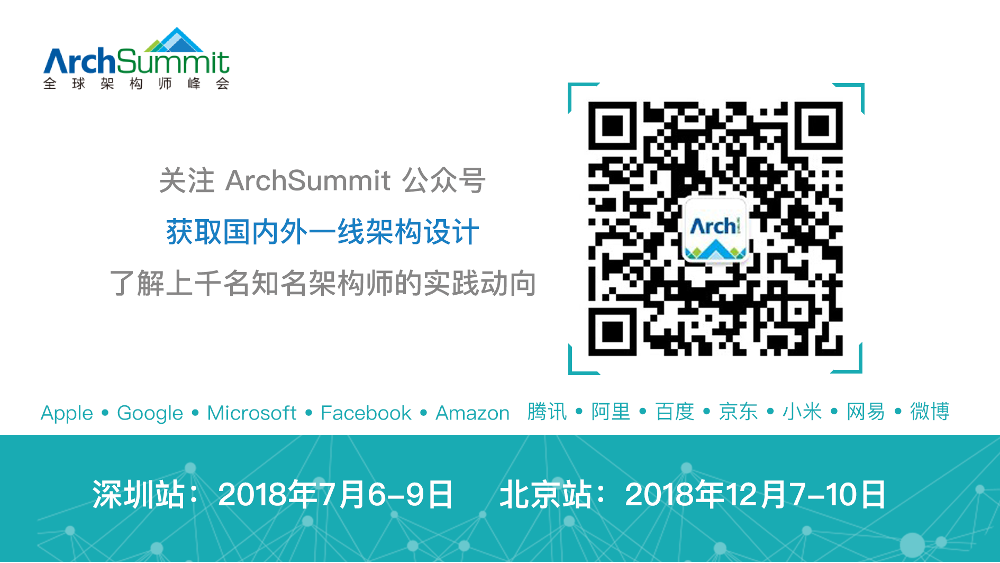 ArchSummit
全球架构师峰会
关注 ArchSummit 公众号
获取国内外一线架构设计
了解上千名知名架构师的实践动向
Arch
Apple • Google • Microsoft • Facebook • Amazon 腾讯 • 阿里 • 百度 • 京东 • 小米 • 网易 • 微博
深圳站：2018年7月6-9日 北京站：2018年12月7-10日